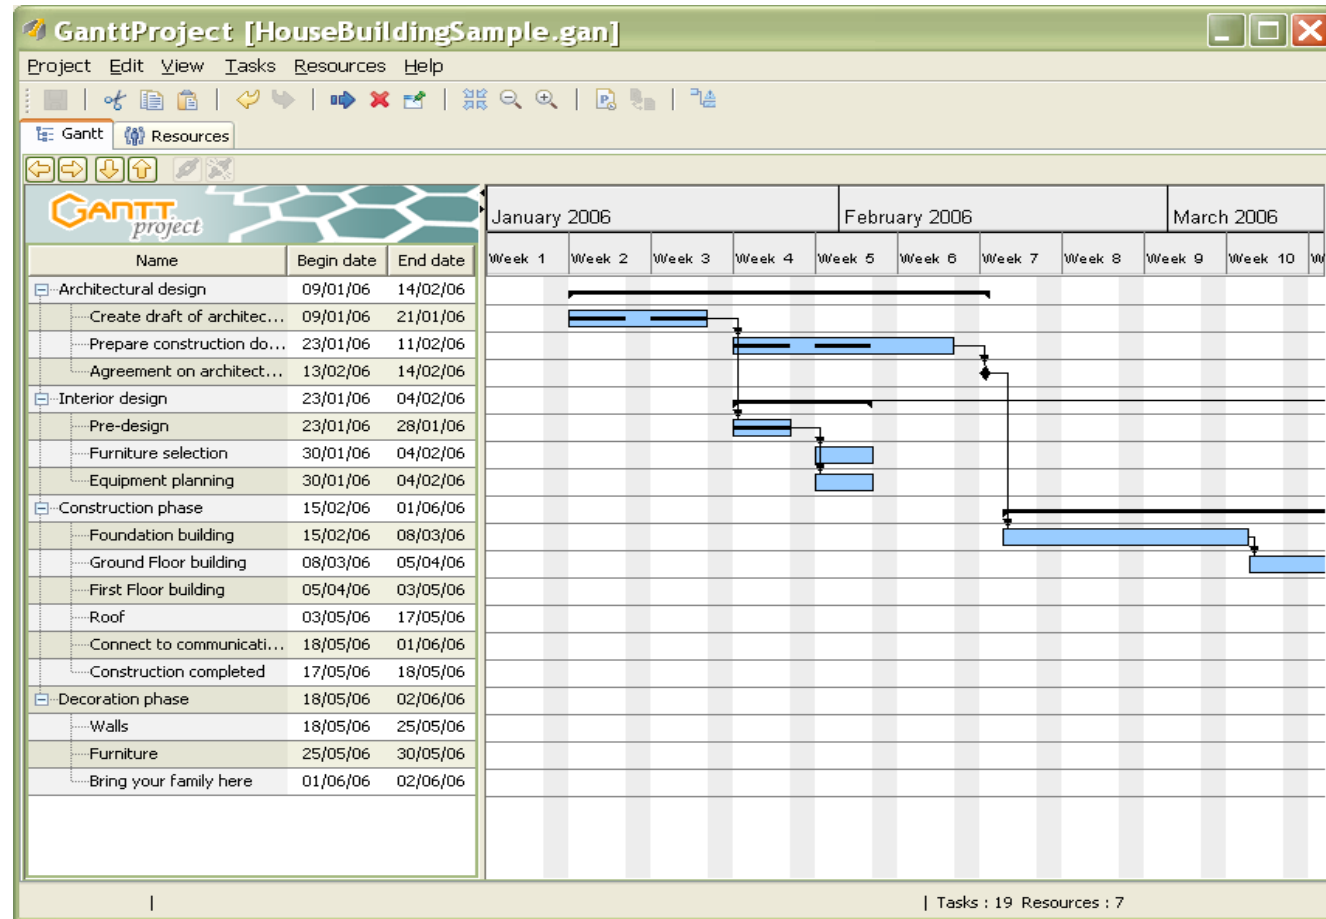 GanttProject [HouseBuildingSample.gan]
Project Edit View Tasks Resources Help
Gantt Resources
GANTT project
January 2006 February 2006 March 2006
Name Begin date End date Week 1 Week 2 Week 3 Week 4 Week 5 Week 6 Week 7 Week 8 Week 9 Week 10 W
Architectural design 09/01/06 14/02/06
Create draft of architec... 09/01/06 21/01/06
Prepare construction do... 23/01/06 11/02/06
Agreement on architect... 13/02/06 14/02/06
Interior design 23/01/06 04/02/06
Pre-design 23/01/06 28/01/06
Furniture selection 30/01/06 04/02/06
Equipment planning 30/01/06 04/02/06
Construction phase 15/02/06 01/06/06
Foundation building 15/02/06 08/03/06
Ground Floor building 08/03/06 05/04/06
First Floor building 05/04/06 03/05/06
Roof 03/05/06 17/05/06
Connect to communicati... 18/05/06 01/06/06
Construction completed 17/05/06 18/05/06
Decoration phase 18/05/06 02/06/06
Walls 18/05/06 25/05/06
Furniture 25/05/06 30/05/06
Bring your family here 01/06/06 02/06/06
Tasks : 19 Resources : 7